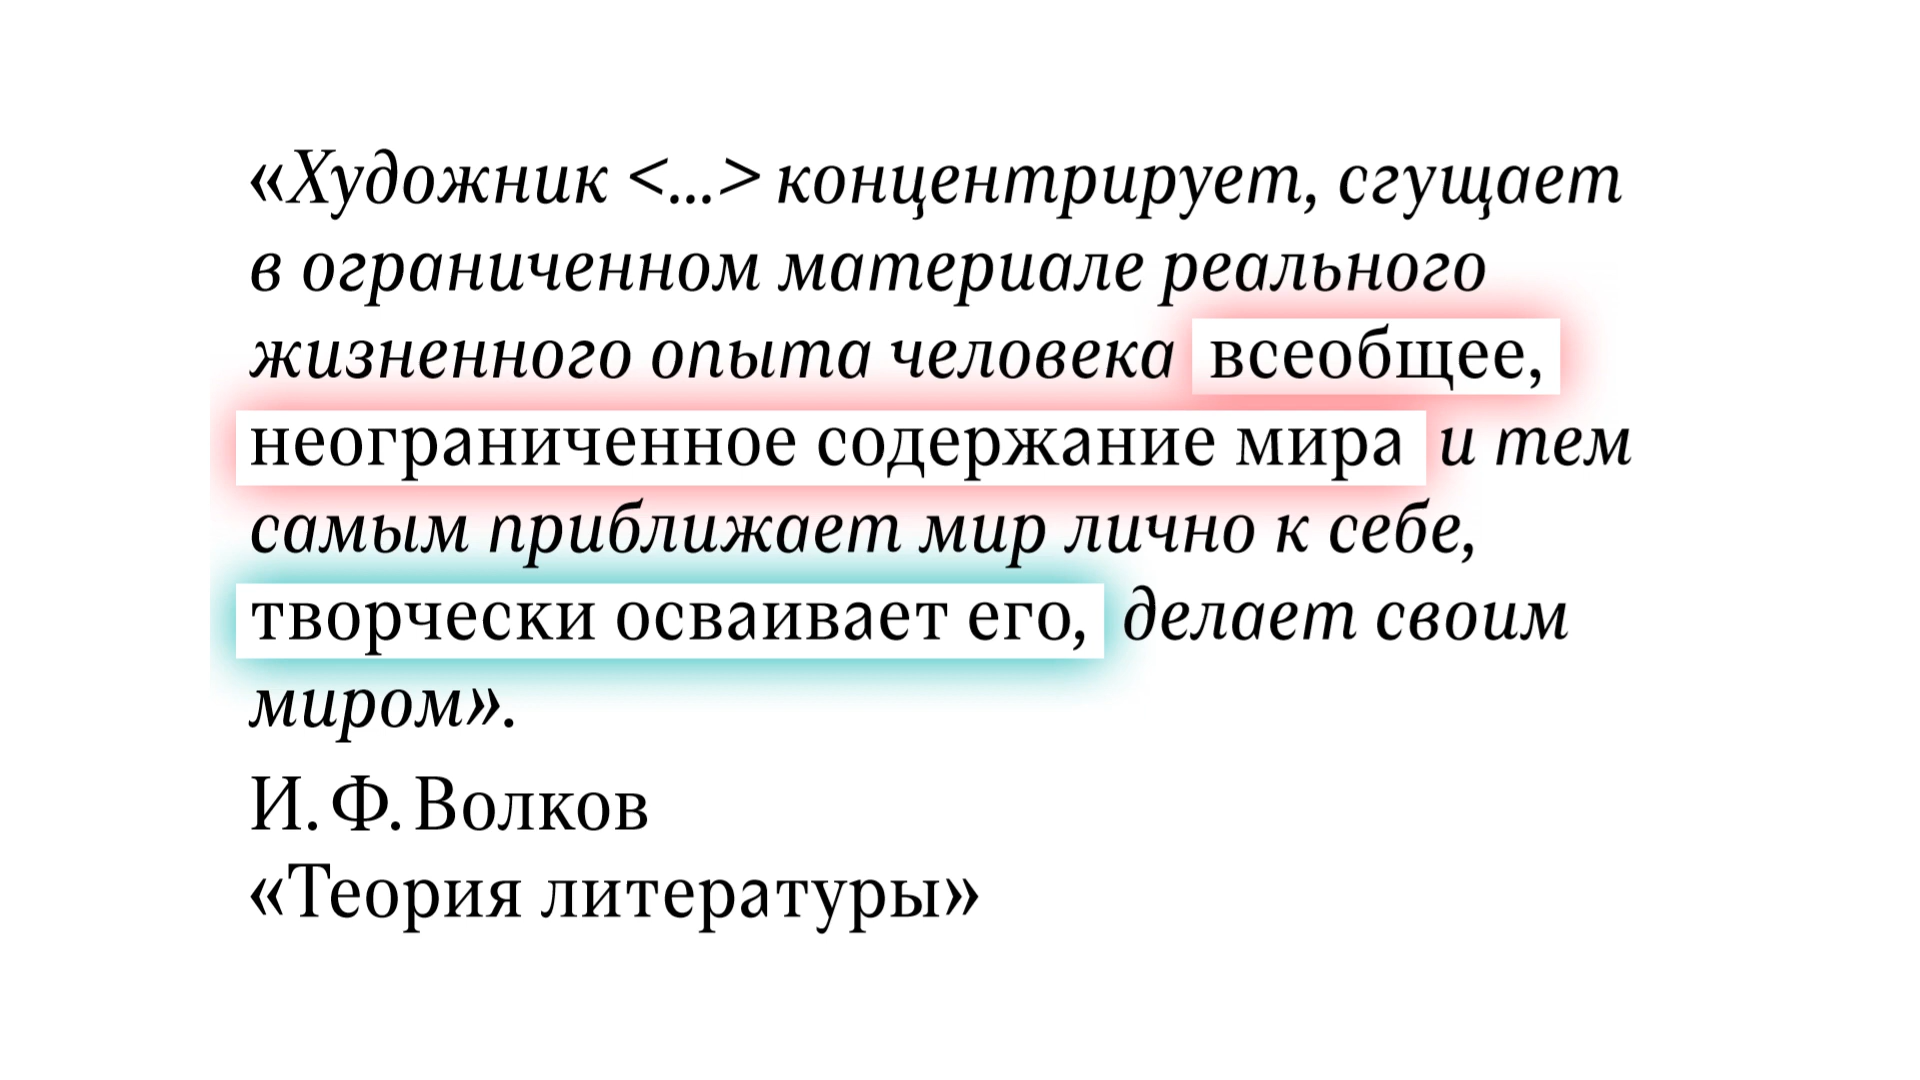 «Художник <...> концентрирует, сгущает
в ограниченном материале реального
жизненного опыта человека всеобщее,
неограниченное содержание мира и тем
самым приближает мир лично к себе,
творчески осваивает его, делает своим
миром».
И. Ф. Волков
«Теория литературы»